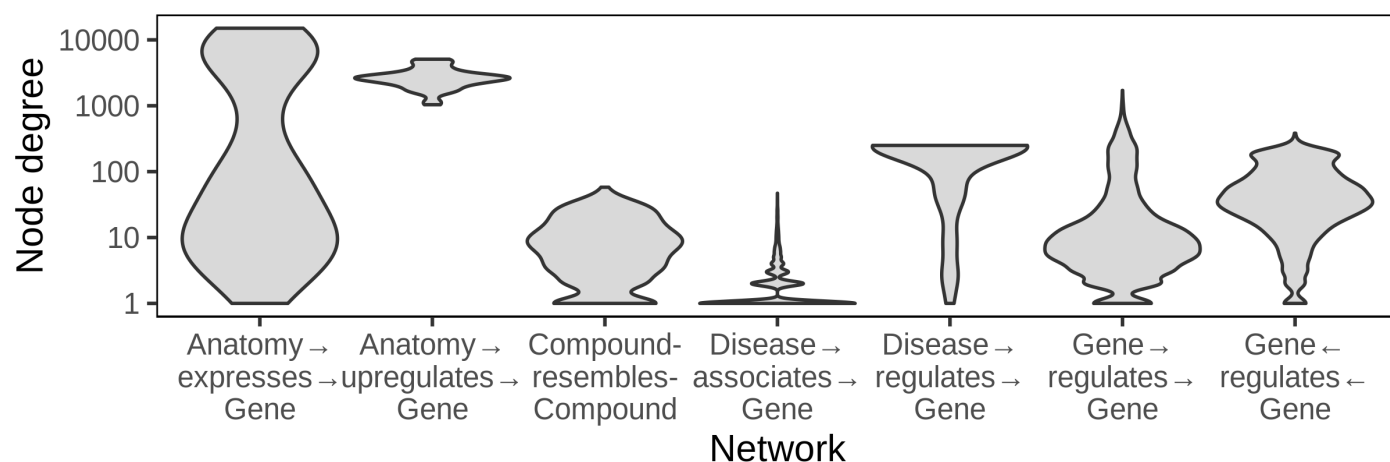 Node degree
10000
1000
100
10
1
Anatomy→ Anatomy→ Compound- Disease→ Disease→ Gene→ Gene←
expresses→ upregulates→ resembles- associates→ regulates→ regulates→ regulates←
Gene Gene Compound Gene Gene Gene Gene
Network